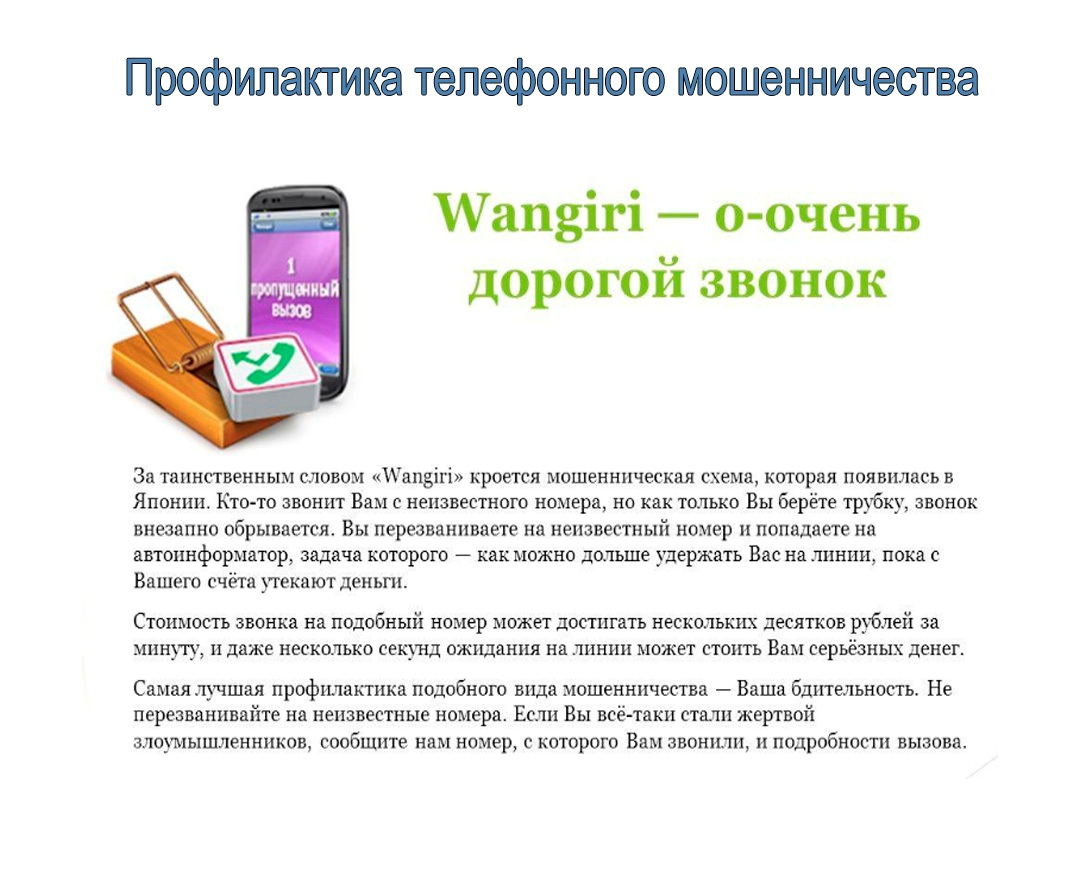 Профилактика телефонного мошенничества
Wangiri — о-очень
дорогой звонок
1
пропущенный
вызов
За таинственным словом «Wangiri» кроется мошенническая схема, которая появилась в
Японии. Кто-то звонит Вам с неизвестного номера, но как только Вы берёте трубку, звонок
внезапно обрывается. Вы перезваниваете на неизвестный номер и попадаете на
автоинформатор, задача которого — как можно дольше удержать Вас на линии, пока с
Вашего счёта утекают деньги.
Стоимость звонка на подобный номер может достигать нескольких десятков рублей за
минуту, и даже несколько секунд ожидания на линии может стоить Вам серьёзных денег.
Самая лучшая профилактика подобного вида мошенничества — Ваша бдительность. Не
перезванивайте на неизвестные номера. Если Вы всё-таки стали жертвой
злоумышленников, сообщите нам номер, с которого Вам звонили, и подробности вызова.